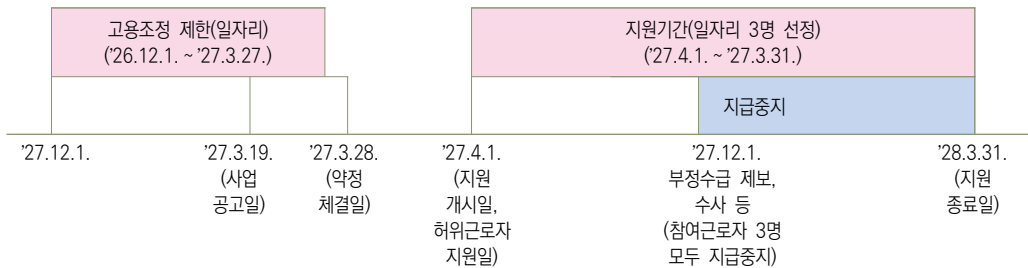 고용조정 제한(일자리)
('26.12.1. ~ '27.3.27.)
지원기간(일자리 3명 선정)
('27.4.1. ~ '27.3.31.)
지급중지
'27.12.1.
'27.3.19.
(사업
공고일)
'27.3.28.
(약정
체결일)
'27.4.1.
(지원
개시일,
허위근로자
지원일)
'27.12.1.
부정수급 제보,
수사 등
(참여근로자 3명
모두 지급중지)
'28.3.31.
(지원
종료일)